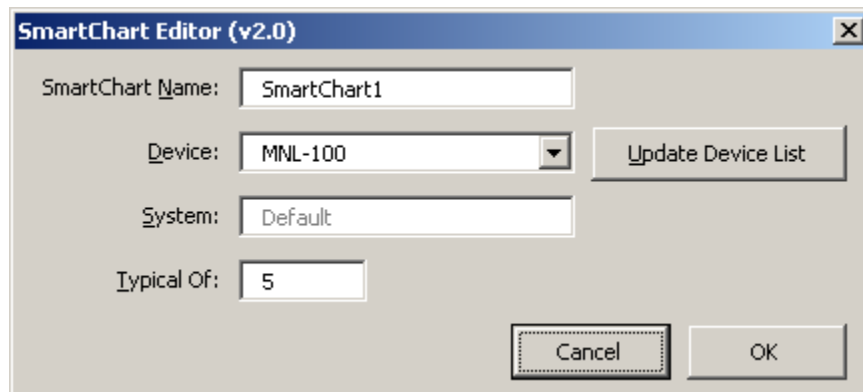 SmartChart Editor (v2.0)
SmartChart Name: SmartChart1
Device: MNL-100 Update Device List
System: Default
Typical Of: 5
Cancel OK